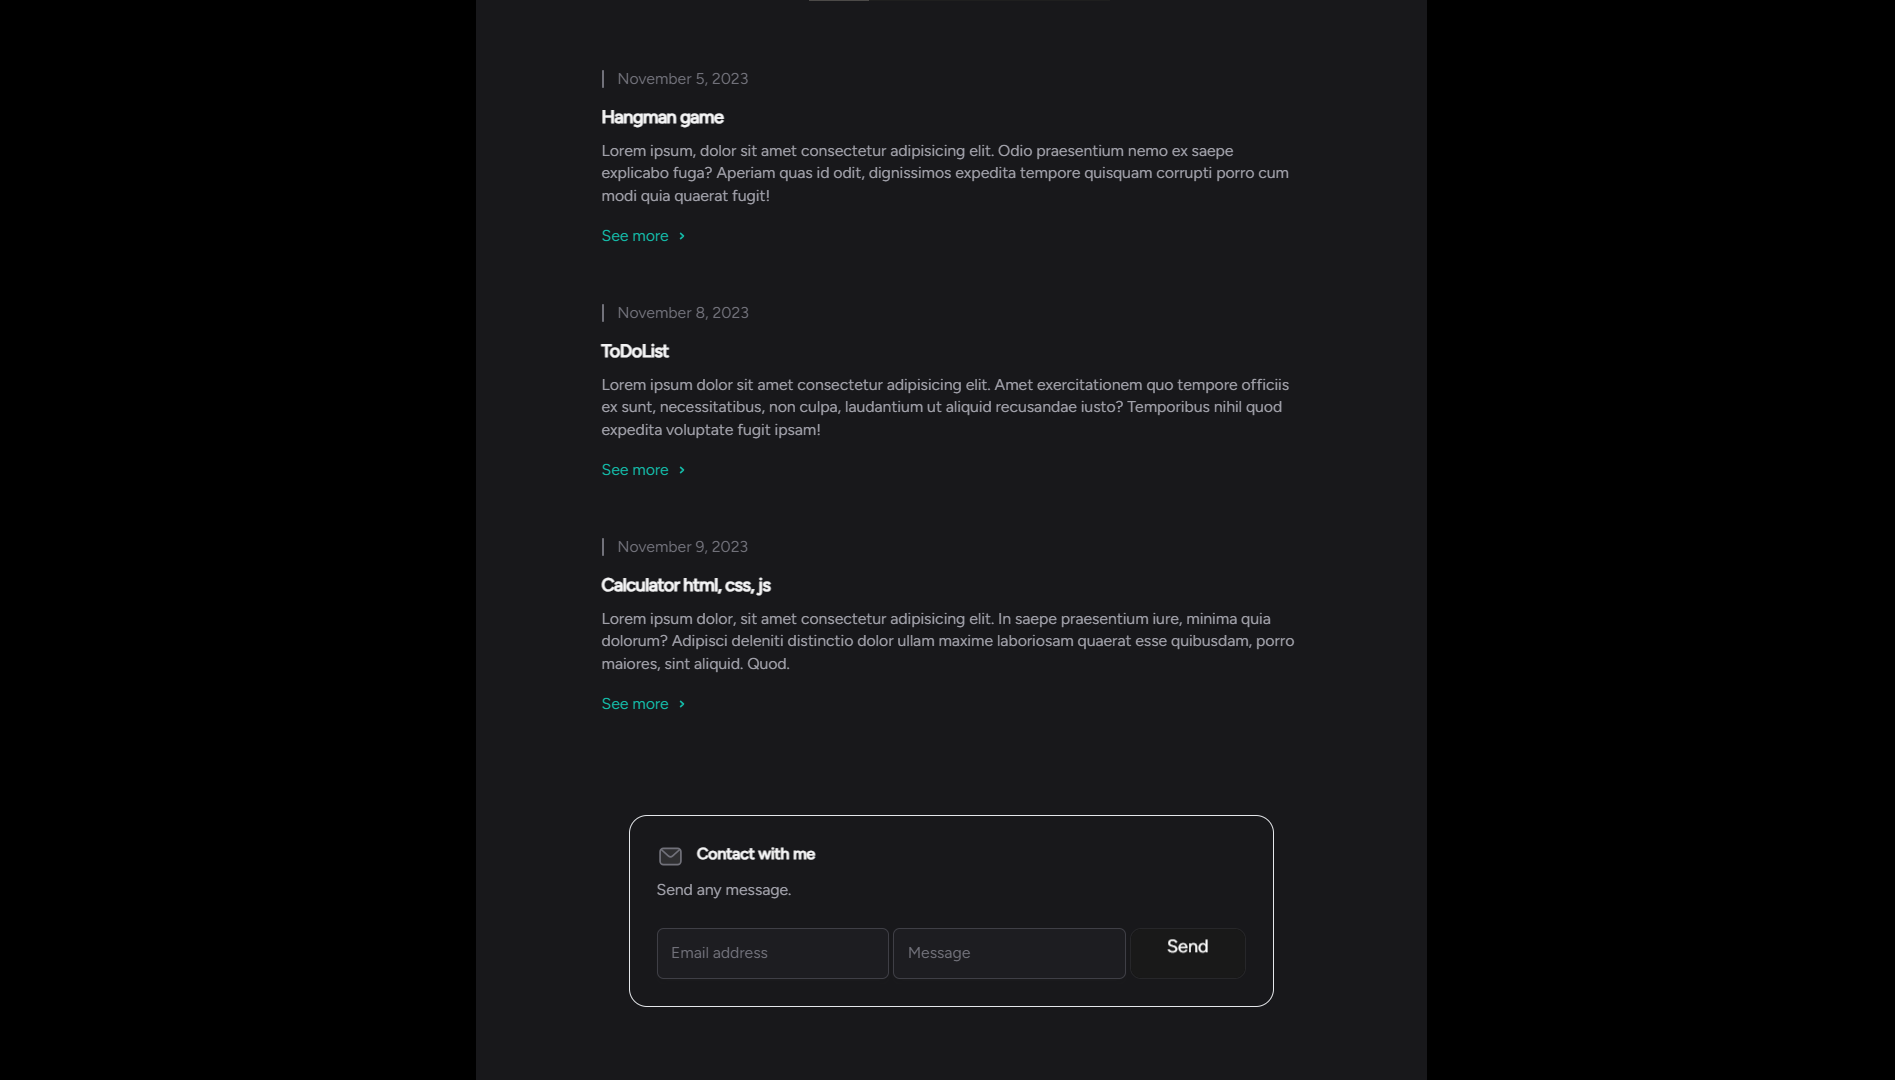 November 5, 2023
Hangman game
Lorem ipsum, dolor sit amet consectetur adipisicing elit. Odio praesentium nemo ex saepe
explicabo fuga? Aperiam quas id odit, dignissimos expedita tempore quisquam corrupti porro cum
modi quia quaerat fugit!
See more
November 8, 2023
ToDoList
Lorem ipsum dolor sit amet consectetur adipisicing elit. Amet exercitationem quo tempore officiis
ex sunt, necessitatibus, non culpa, laudantium ut aliquid recusandae iusto? Temporibus nihil quod
expedita voluptate fugit ipsam!
See more
November 9, 2023
Calculator html, css, js
Lorem ipsum dolor, sit amet consectetur adipisicing elit. In saepe praesentium iure, minima quia
dolorum? Adipisci deleniti distinctio dolor ullam maxime laboriosam quaerat esse quibusdam, porro
maiores, sint aliquid. Quod.
See more
Contact with me
Send any message.
Email address
Message
Send